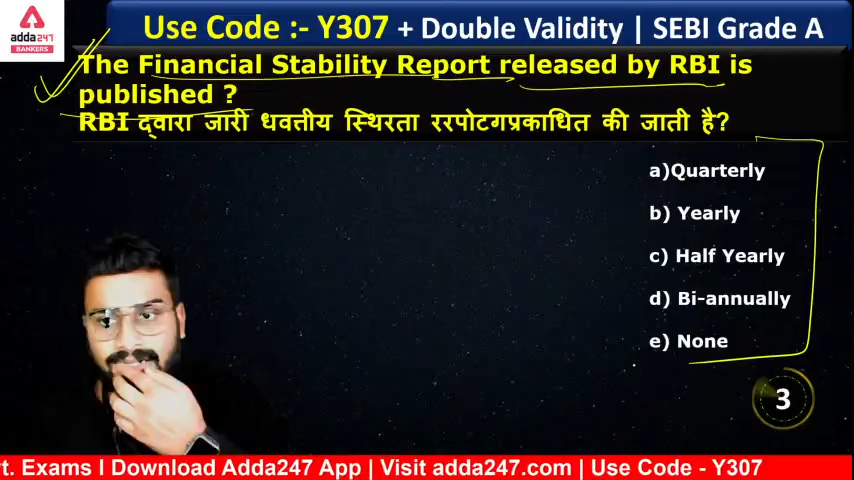 adda247
BANKERS
Use Code :- Y307 + Double Validity | SEBI Grade A
The Financial Stability Report released by RBI is
published ?
RBI द्वारा जारी धवत्तीय स्थिरता ररपोटगप्रकाधित की जाती है?
a)Quarterly
b) Yearly
c) Half Yearly
d) Bi-annually
e) None
3
t. Exams I Download Adda247 App | Visit adda247.com | Use Code - Y307